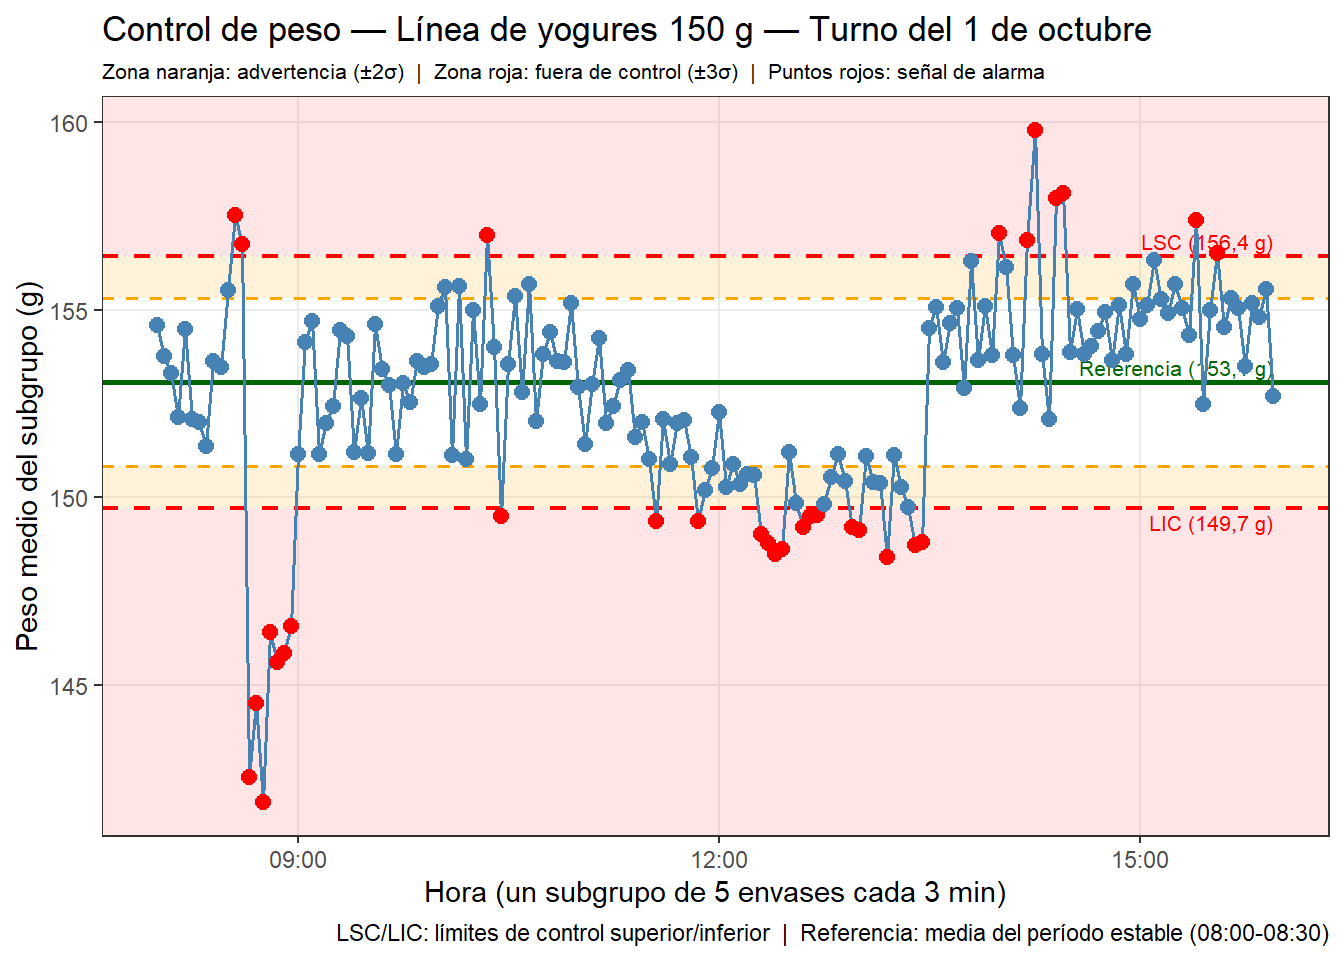 Control de peso — Línea de yogures 150 g — Turno del 1 de octubre
Zona naranja: advertencia (±2σ) | Zona roja: fuera de control (±3σ) | Puntos rojos: señal de alarma
Peso medio del subgrupo (g)
160
155
150
145
LSC (156,4 g)
Referencia (153,1 g)
LIC (149,7 g)
09:00
12:00
15:00
Hora (un subgrupo de 5 envases cada 3 min)
LSC/LIC: límites de control superior/inferior | Referencia: media del período estable (08:00-08:30)